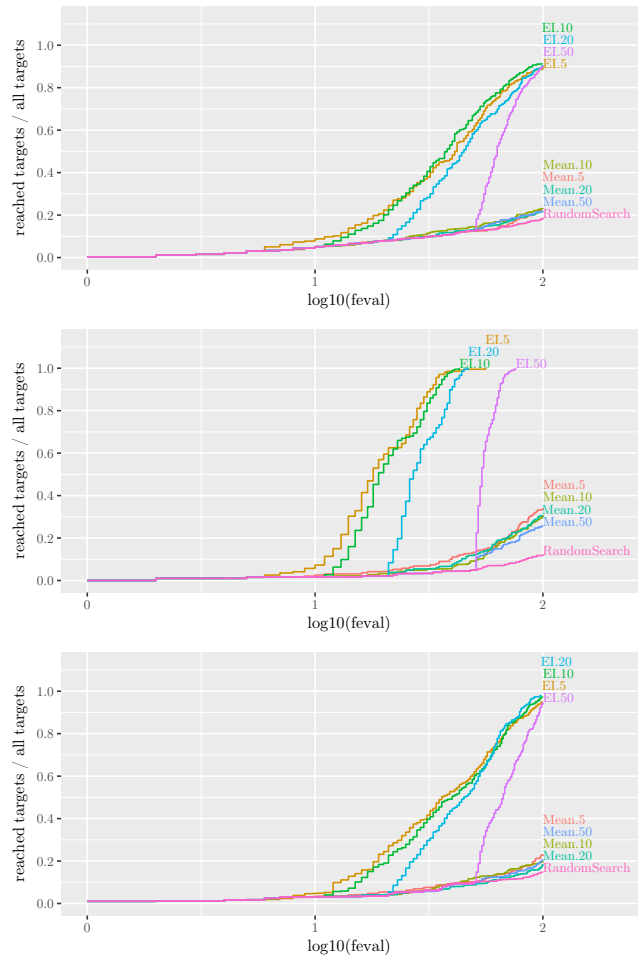 EI.10
EI.20
EI.50
EI.5
Mean.10
Mean.5
Mean.20
Mean.50
RandomSearch
1.0
0.8
0.6
0.4
0.2
0.0
reached targets / all targets
0
1
2
log10(feval)
EI.5
EI.20
EI.10
EI.50
Mean.5
Mean.10
Mean.20
Mean.50
RandomSearch
1.0
0.8
0.6
0.4
0.2
0.0
reached targets / all targets
0
1
2
log10(feval)
EI.20
EI.10
EI.5
EI.50
Mean.5
Mean.50
Mean.10
Mean.20
RandomSearch
1.0
0.8
0.6
0.4
0.2
0.0
reached targets / all targets
0
1
2
log10(feval)